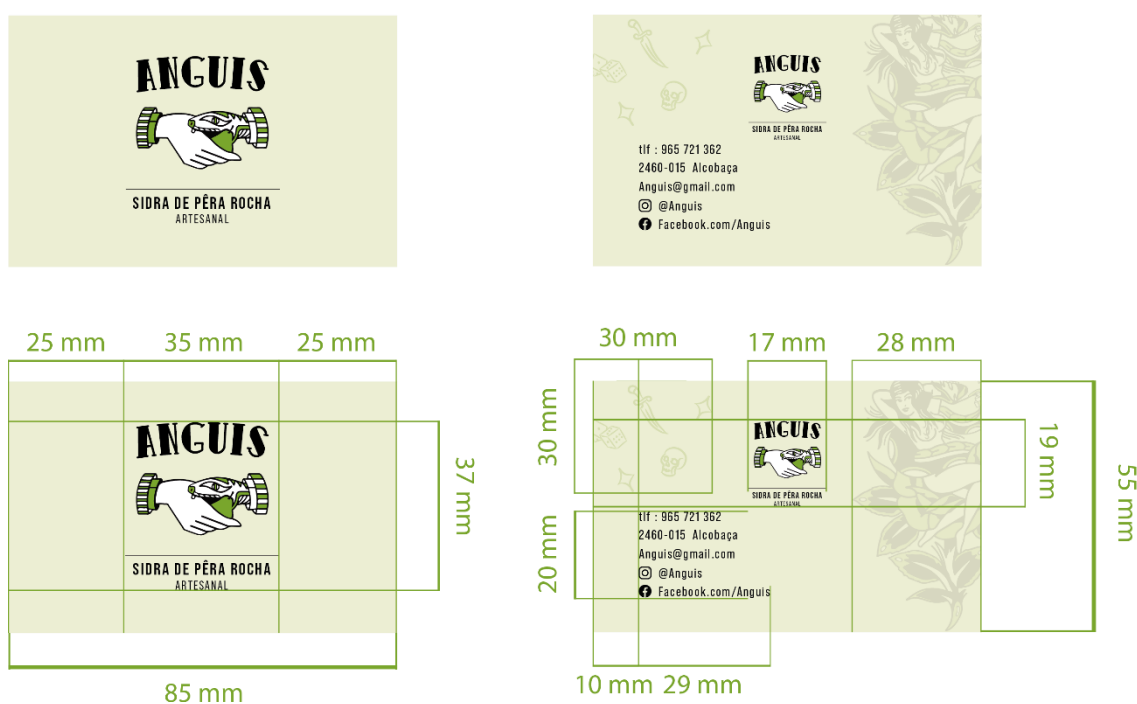 ANGUIS
SIDRA DE PÊRA ROCHA
ARTESANAL
ANGUIS
SIDRA DE PÊRA ROCHA
ARTESANAL
tlf : 965 721 362
2460-015 Alcobaça
Anguis@gmail.com
@Anguis
Facebook.com/Anguis
25 mm
35 mm
25 mm
ANGUIS
SIDRA DE PÊRA ROCHA
ARTESANAL
37 mm
85 mm
30 mm
17 mm
28 mm
30 mm
ANGUIS
SIDRA DE PÊRA ROCHA
ARTESANAL
19 mm
55 mm
20 mm
tlf : 965 721 362
2460-015 Alcobaça
Anguis@gmail.com
@Anguis
Facebook.com/Anguis
10 mm
29 mm